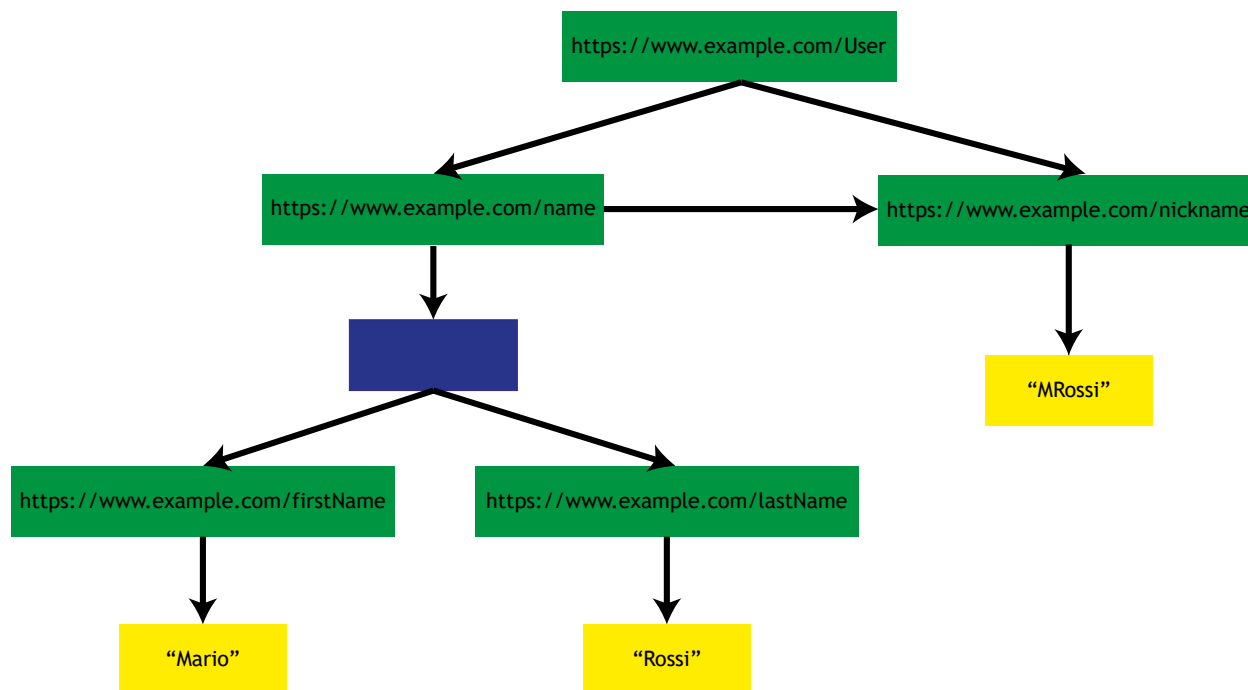 https://www.example.com/User
https://www.example.com/name
https://www.example.com/nickname
“MRossi”
https://www.example.com/firstName
https://www.example.com/lastName
“Mario”
“Rossi”